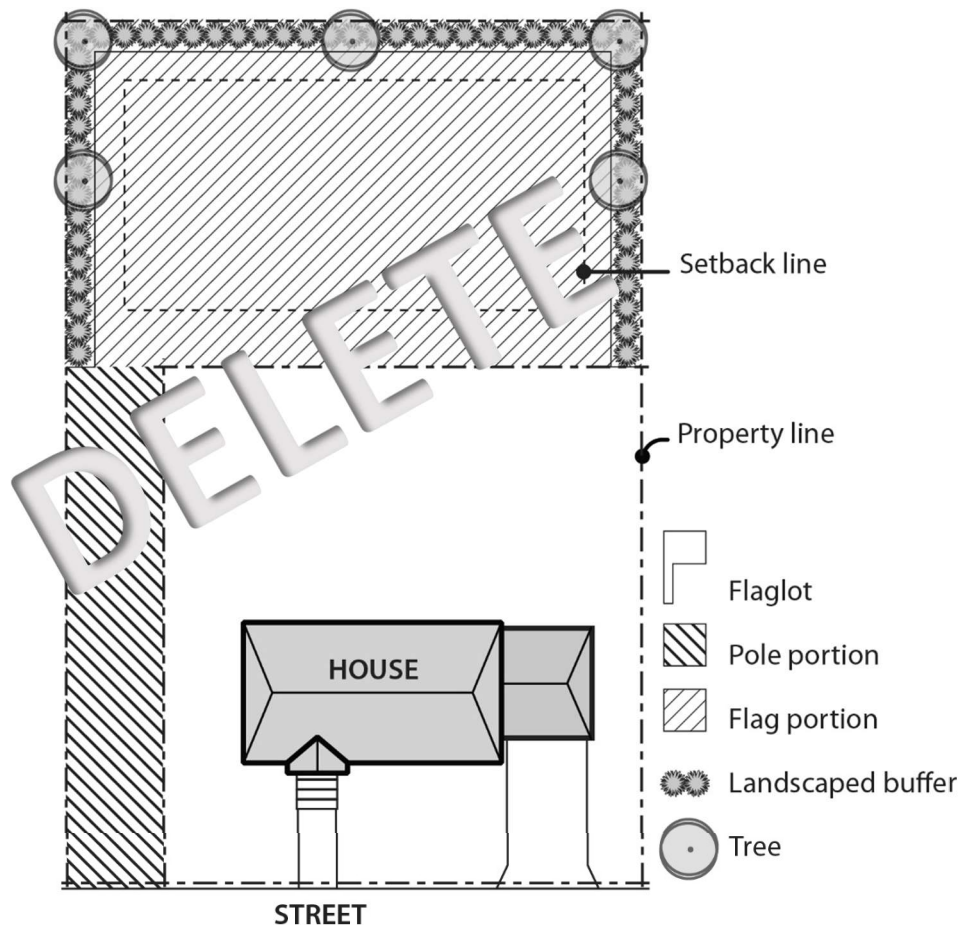 DELETE
Setback line
Property line
Flaglot
Pole portion
Flag portion
Landscaped buffer
Tree
HOUSE
STREET